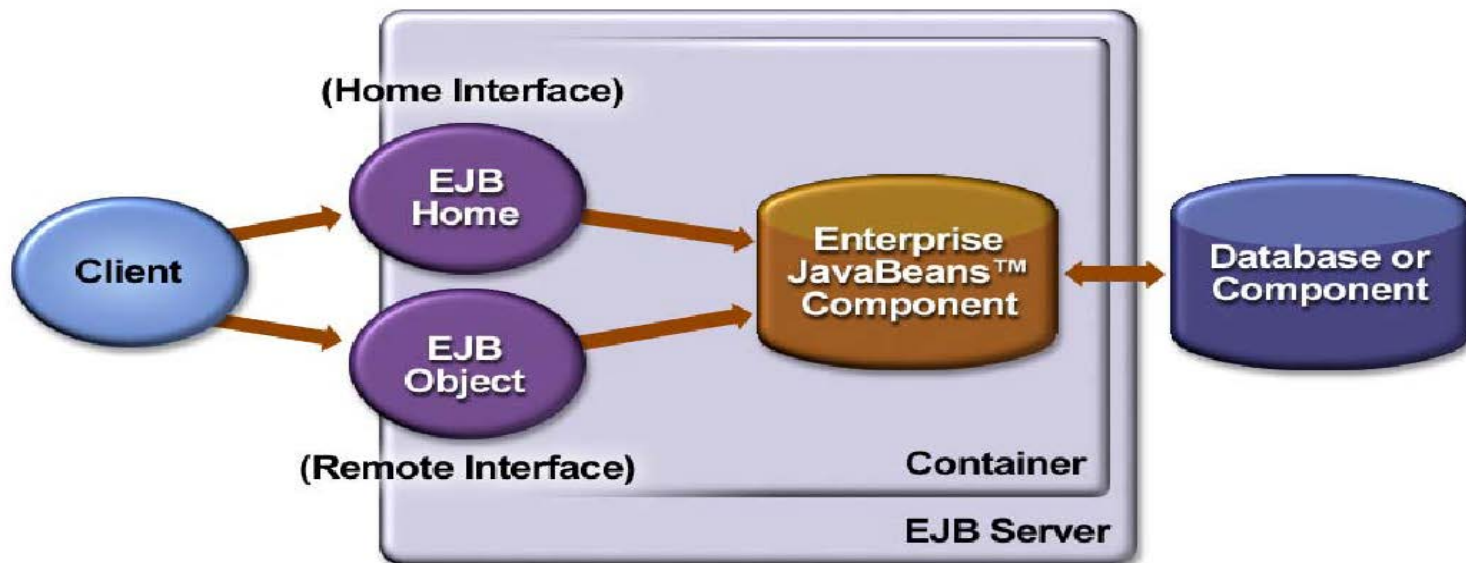 (Home Interface)
EJB
Home
Client
Enterprise
JavaBeans™
Component
Database or
Component
EJB
Object
(Remote Interface)
Container
EJB Server